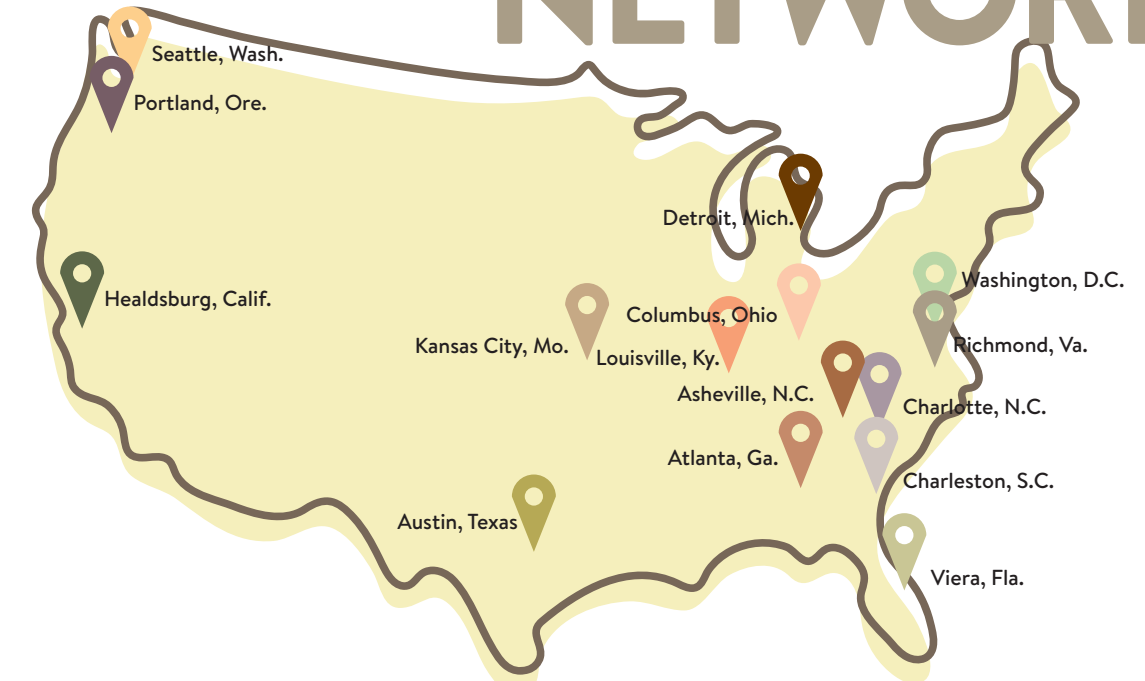 NETWORK
Seattle, Wash.
Portland, Ore.
Detroit, Mich.
Washington, D.C.
Healdsburg, Calif.
Columbus, Ohio
Kansas City, Mo.
Richmond, Va.
Louisville, Ky.
Asheville, N.C.
Charlotte, N.C.
Atlanta, Ga.
Charleston, S.C.
Austin, Texas
Viera, Fla.